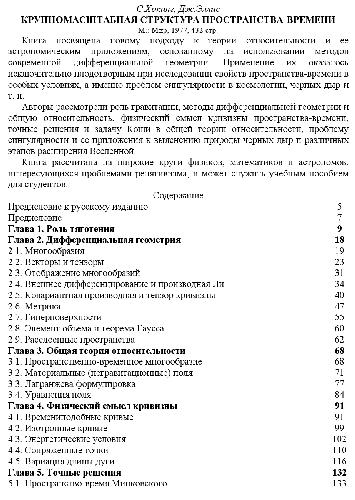 С.Хокинг, Дж.Эллис
КРУПНОМАСШТАБНАЯ СТРУКТУРА ПРОСТРАНСТВА ВРЕМЕНИ
М.: Мир, 1977, 432 стр.
Книга посвящена новому подходу к теории относительности и ее
астрономическим приложениям, основанному на использовании методов
современной дифференциальной геометрии. Применение их оказалось
исключительно плодотворным при исследовании свойств пространства-времени в
особых условиях, а именно проблем сингулярности в космологии, черных дыр и
т. п.
Авторы рассмотрели роль гравитации, методы дифференциальной геометрии и
общую относительность, физический смысл кривизны пространства-времени,
точные решения и задачу Коши в общей теории относительности, проблему
сингулярности и ее приложения к выяснению природы черных дыр и различных
этапов расширения Вселенной.
Книга рассчитана на широкие круги физиков, математиков и астрономов,
интересующихся проблемами релятивизма, и может служить учебным пособием
для студентов.
Содержание
Предисловие к русскому изданию 5
Предисловие 7
Глава 1. Роль тяготения 9
Глава 2. Дифференциальная геометрия 18
2.1. Многообразия 19
2.2. Векторы и тензоры 23
2.3. Отображение многообразий 31
2.4. Внешнее дифференцирование и производная Ли 34
2.5. Ковариантная производная и тензор кривизны 40
2.6. Метрика 47
2.7. Гиперповерхности 55
2.8. Элемент объема и теорема Гаусса 60
2.9. Расслоенные пространства 62
Глава 3. Общая теория относительности 68
3.1. Пространственно-временное многообразие 68
3.2. Материальные (негравитационные) поля 71
3.3. Лагранжева формулировка 77
3.4. Уравнения поля 84
Глава 4. Физический смысл кривизны 91
4.1. Времениподобные кривые 91
4.2. Изотропные кривые 99
4.3. Энергетические условия 102
4.4. Сопряженные точки 110
4.5. Вариация длины дуги 116
Глава 5. Точные решения 132
5.1. Пространство-время Минковского 133